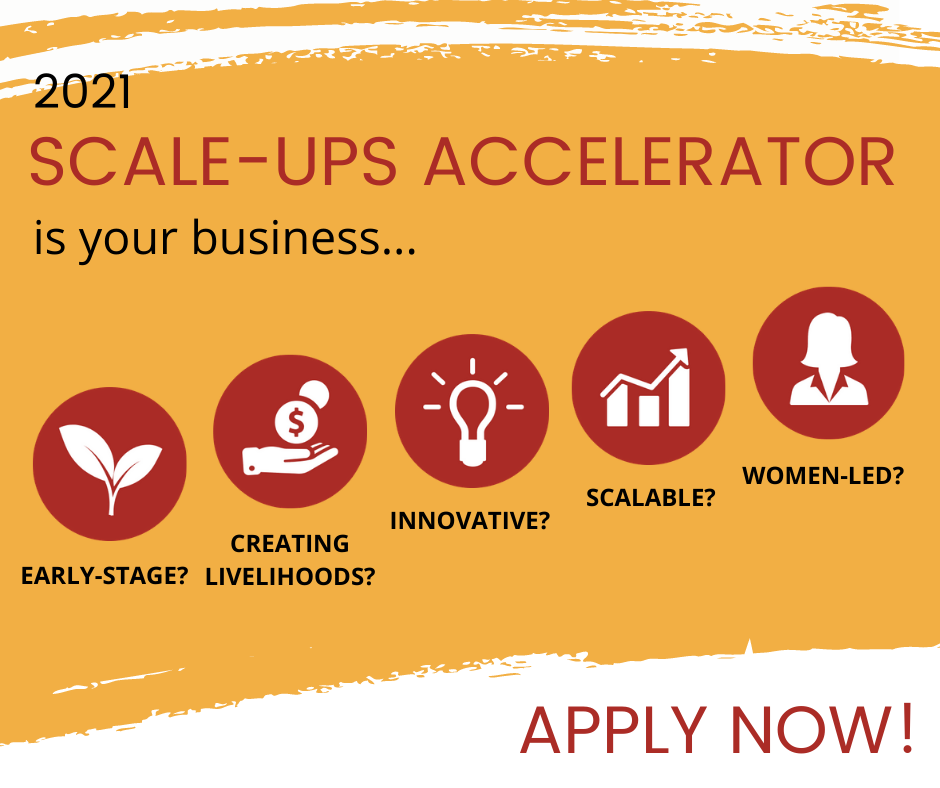 2021
SCALE-UPS ACCELERATOR
is your business...
$
EARLY-STAGE?
CREATING
LIVELIHOODS?
INNOVATIVE?
SCALABLE?
WOMEN-LED?
APPLY NOW!